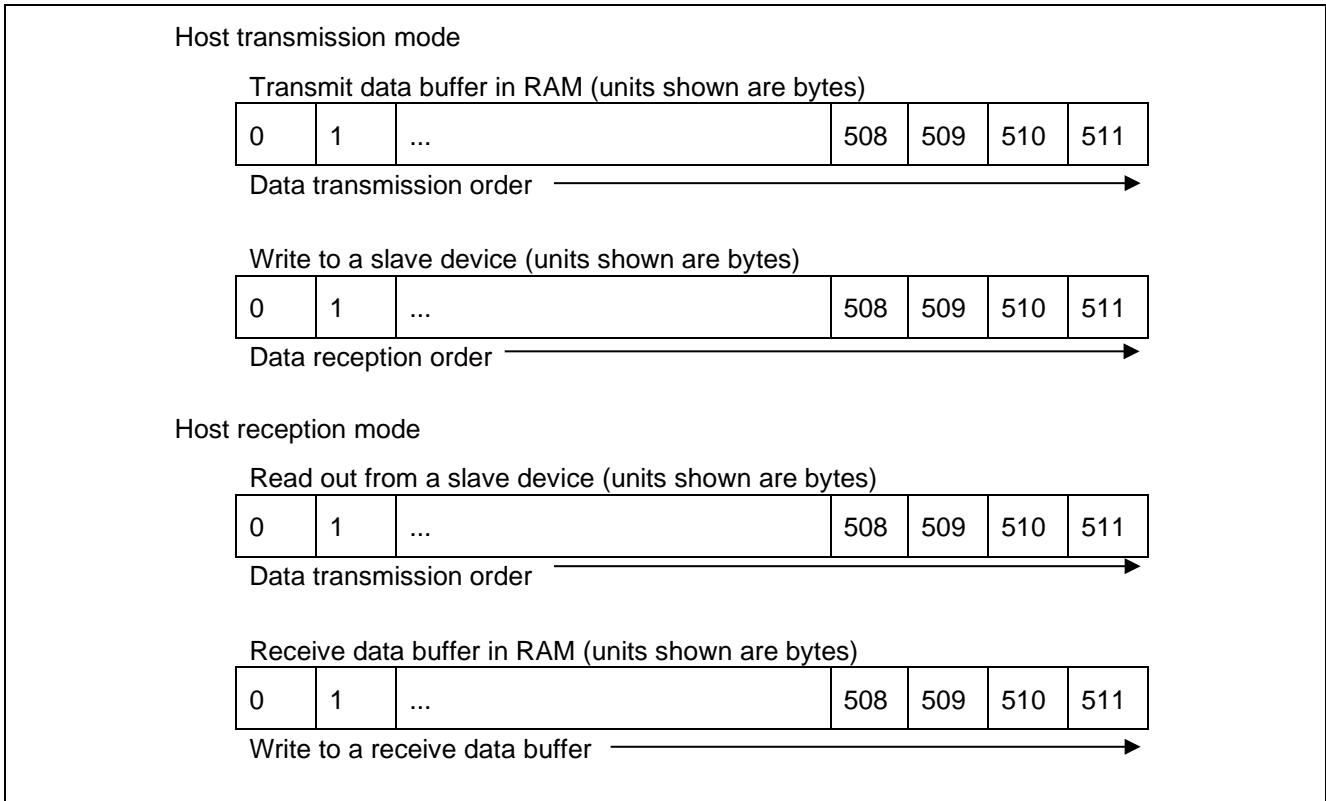 Host transmission mode
Transmit data buffer in RAM (units shown are bytes)
0 1 ... 508 509 510 511
Data transmission order
Write to a slave device (units shown are bytes)
0 1 ... 508 509 510 511
Data reception order
Host reception mode
Read out from a slave device (units shown are bytes)
0 1 ... 508 509 510 511
Data transmission order
Receive data buffer in RAM (units shown are bytes)
0 1 ... 508 509 510 511
Write to a receive data buffer